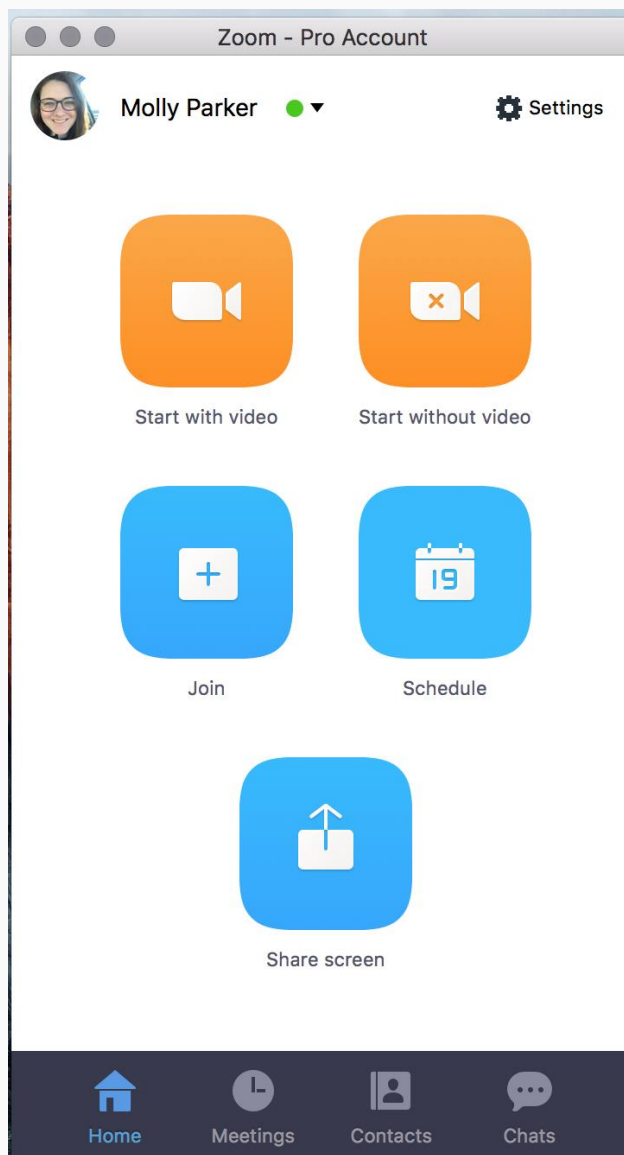 Zoom - Pro Account
Molly Parker
Settings
Start with video
Start without video
19
Join
Schedule
Share screen
Home
Meetings
Contacts
Chats